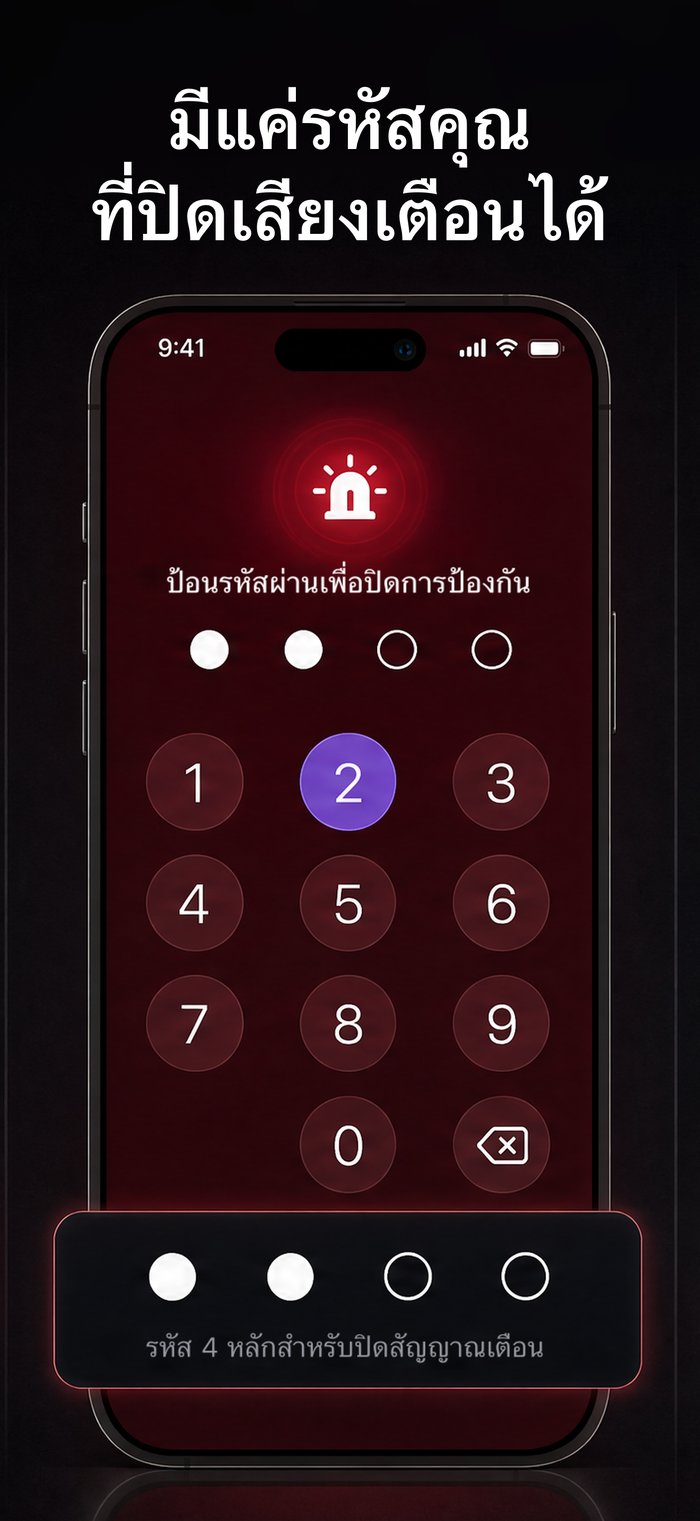 มีแค่รหัสคุณ
ที่ปิดเสียงเตือนได้
9:41
ป้อนรหัสผ่านเพื่อปิดการป้องกัน
1 2 3
4 5 6
7 8 9
0
รหัส 4 หลักสำหรับปิดสัญญาณเตือน